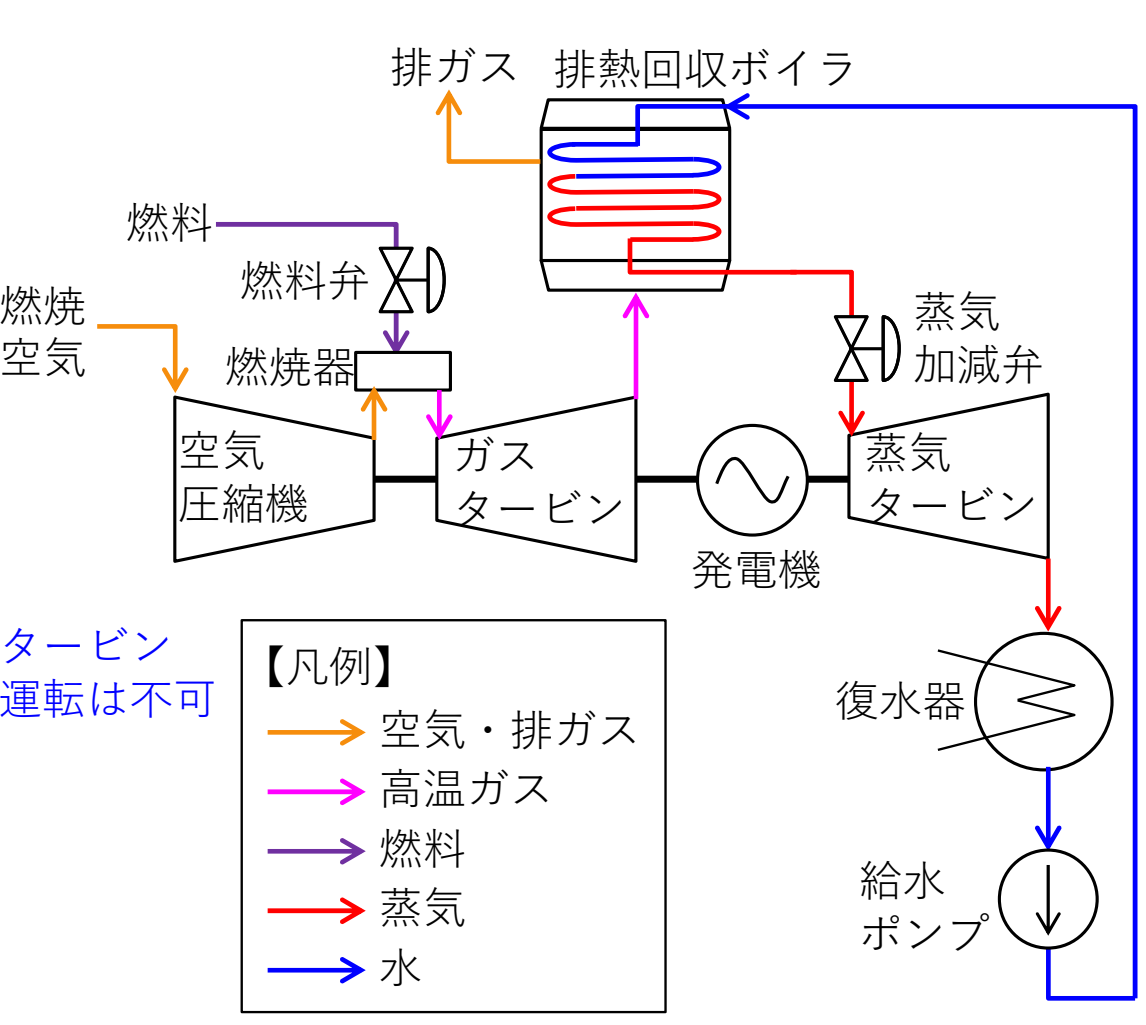 排ガス
排熱回収ボイラ
燃料
燃料弁
燃焼
空気
燃焼器
蒸気
加減弁
空気
圧縮機
ガス
タービン
蒸気
タービン
発電機
タービン
運転は不可
【凡例】
空気・排ガス
高温ガス
燃料
蒸気
水
復水器
給水
ポンプ